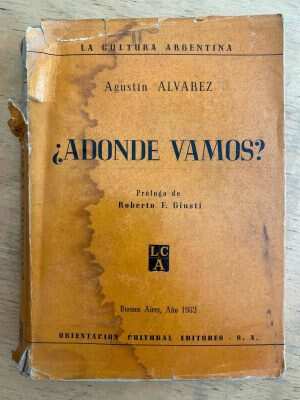 LA CULTURA ARGENTINA
Agustín ALVAREZ
¿ADONDE VAMOS?
Prólogo de
Roberto F. Giusti
LC
A
Buenos Aires, Año 1952
ORIENTACION CULTURAL EDITORES - S. A.